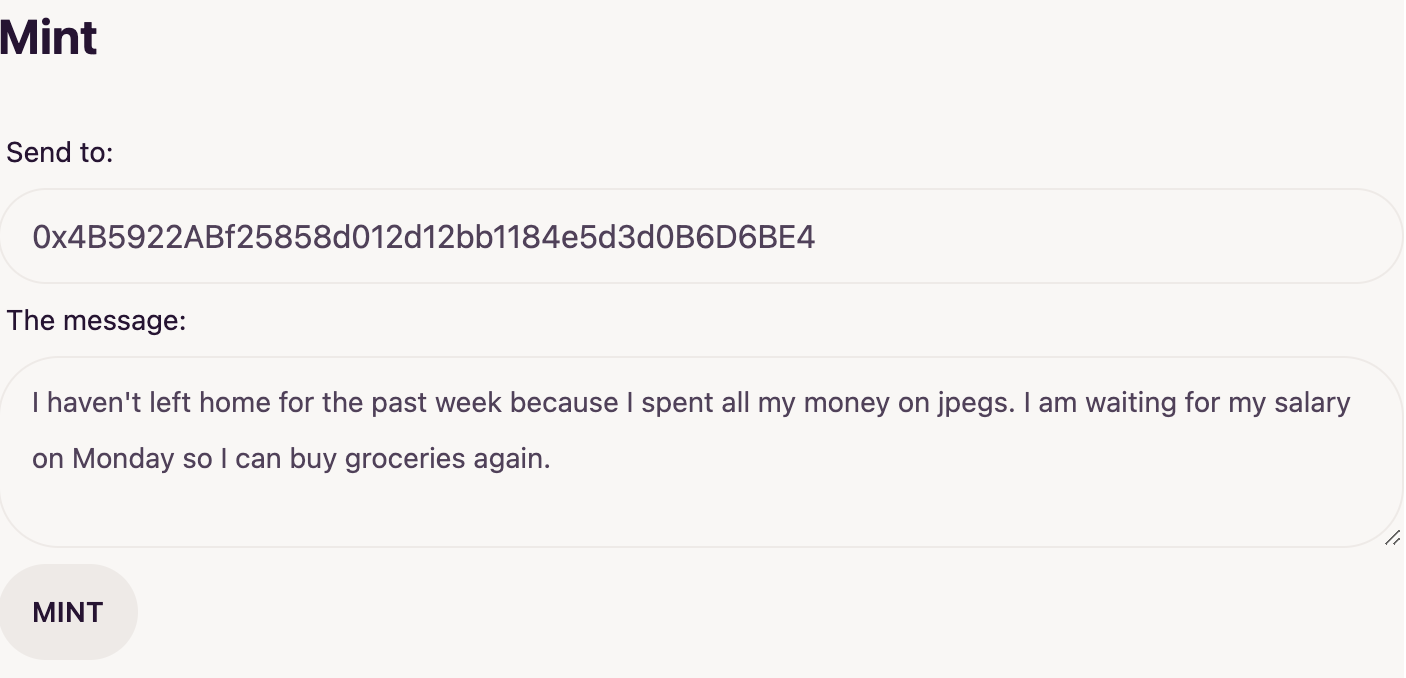 Mint
Send to:
0x4B5922ABf25858d012d12bb1184e5d3d0B6D6BE4
The message:
I haven't left home for the past week because I spent all my money on jpegs. I am waiting for my salary
on Monday so I can buy groceries again.
MINT